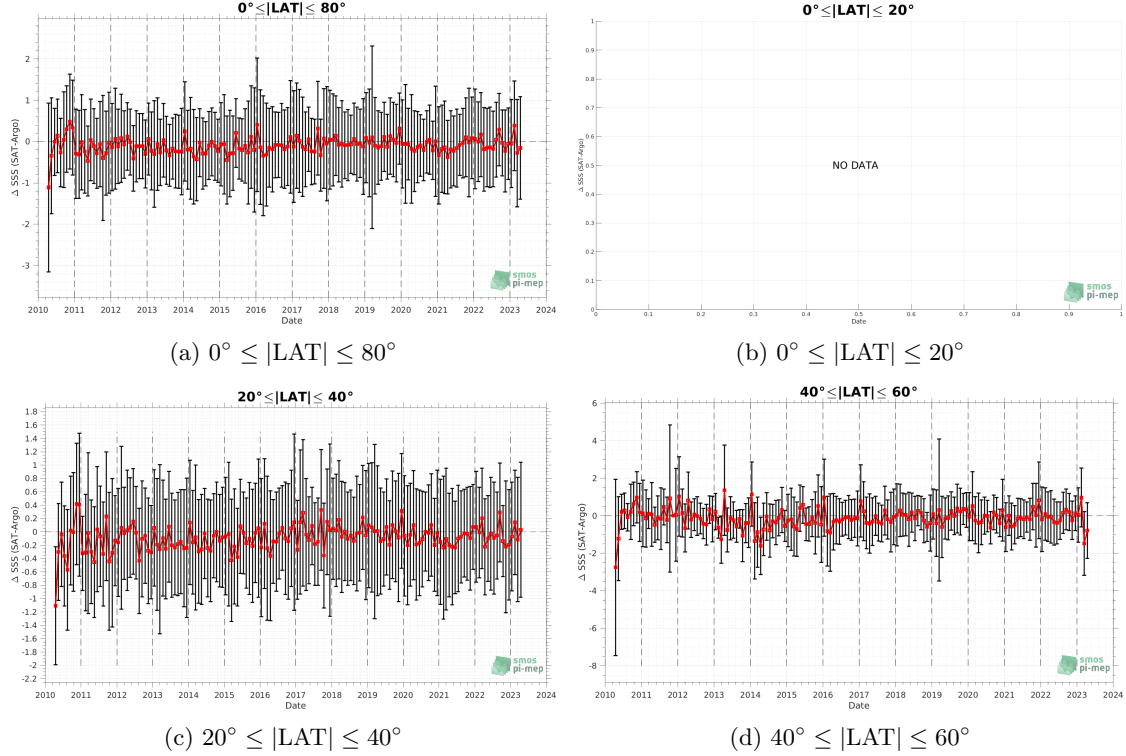 0°≤|LAT|≤ 80°
Δ SSS (SAT-Argo)
2
1
0
-1
-2
-3
2010 2011 2012 2013 2014 2015 2016 2017 2018 2019 2020 2021 2022 2023 2024
Date
smos
pi-mep
(a) 0° ≤ |LAT| ≤ 80°
0°≤|LAT|≤ 20°
Δ SSS (SAT-Argo)
1
0.9
0.8
0.7
0.6
0.5
0.4
0.3
0.2
0.1
0
NO DATA
0 0.1 0.2 0.3 0.4 0.5 0.6 0.7 0.8 0.9 1
Date
smos
pi-mep
(b) 0° ≤ |LAT| ≤ 20°
20°≤|LAT|≤ 40°
Δ SSS (SAT-Argo)
1.8
1.6
1.4
1.2
1
0.8
0.6
0.4
0.2
0
-0.2
-0.4
-0.6
-0.8
-1
-1.2
-1.4
-1.6
-1.8
-2
-2.2
2010 2011 2012 2013 2014 2015 2016 2017 2018 2019 2020 2021 2022 2023 2024
Date
smos
pi-mep
(c) 20° ≤ |LAT| ≤ 40°
40°≤|LAT|≤ 60°
Δ SSS (SAT-Argo)
6
4
2
0
-2
-4
-6
-8
2010 2011 2012 2013 2014 2015 2016 2017 2018 2019 2020 2021 2022 2023 2024
Date
smos
pi-mep
(d) 40° ≤ |LAT| ≤ 60°